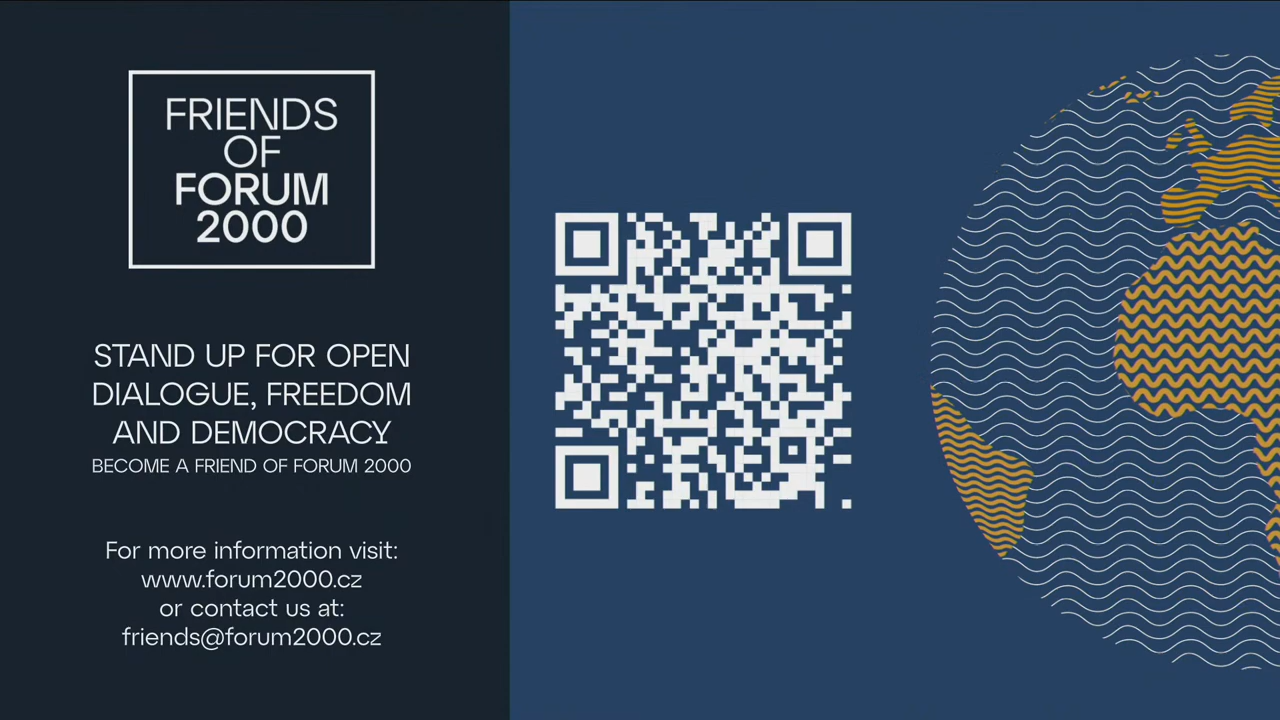 FRIENDS
OF
FORUM
2000
STAND UP FOR OPEN
DIALOGUE, FREEDOM
AND DEMOCRACY
BECOME A FRIEND OF FORUM 2000
For more information visit:
www.forum2000.cz
or contact us at:
friends@forum2000.cz